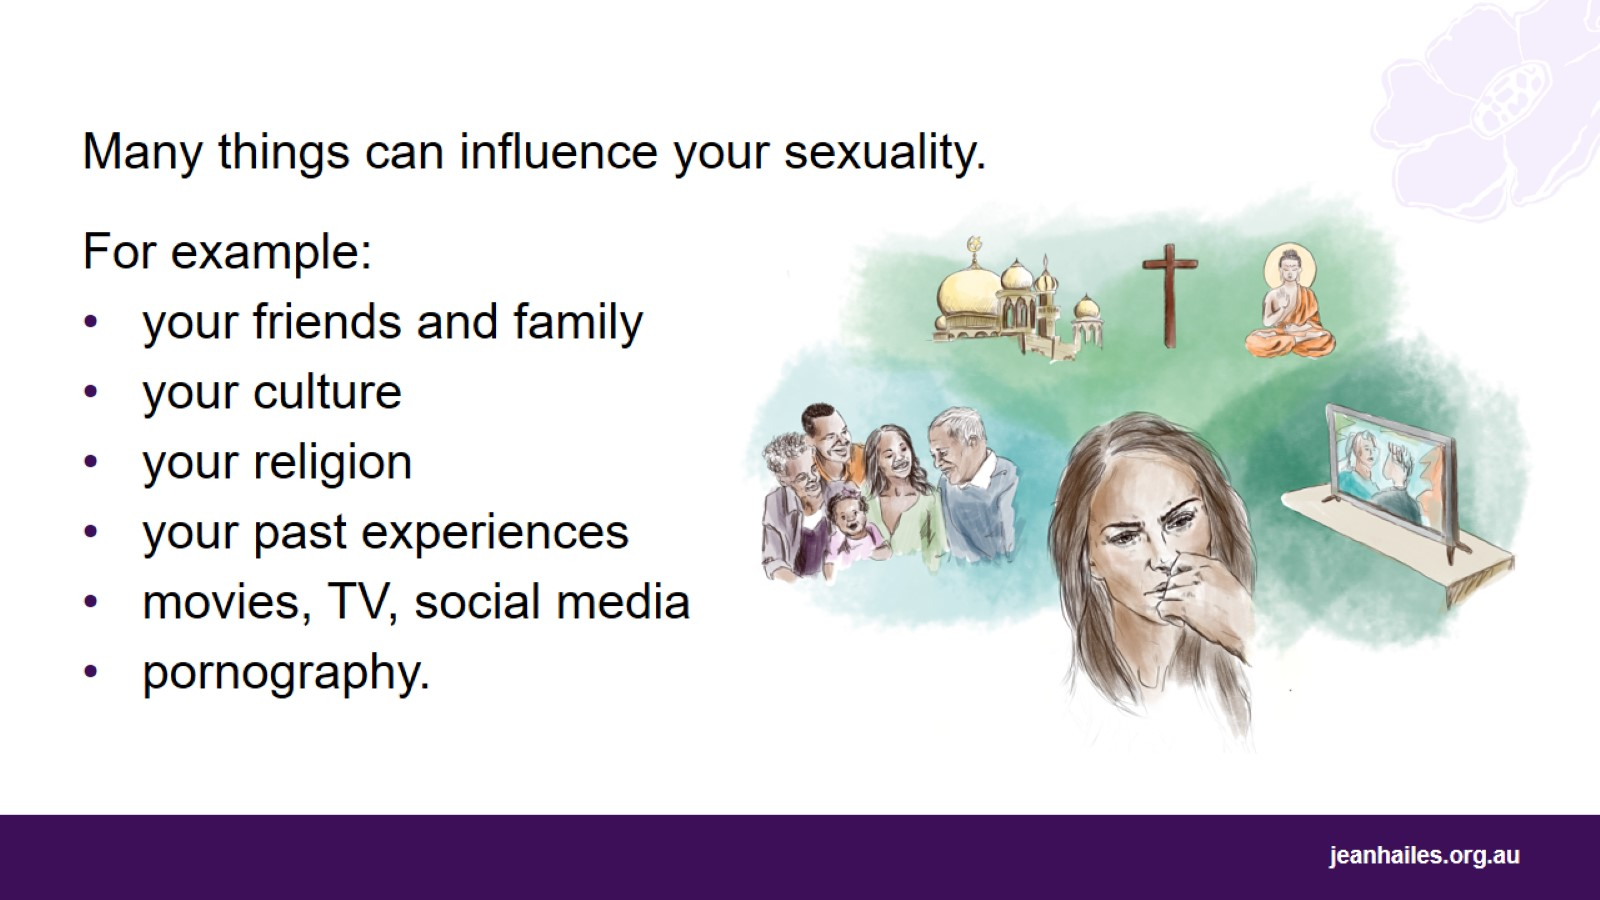 Many things can influence your sexuality.
For example:
• your friends and family
• your culture
• your religion
• your past experiences
• movies, TV, social media
• pornography.
jeanhailes.org.au